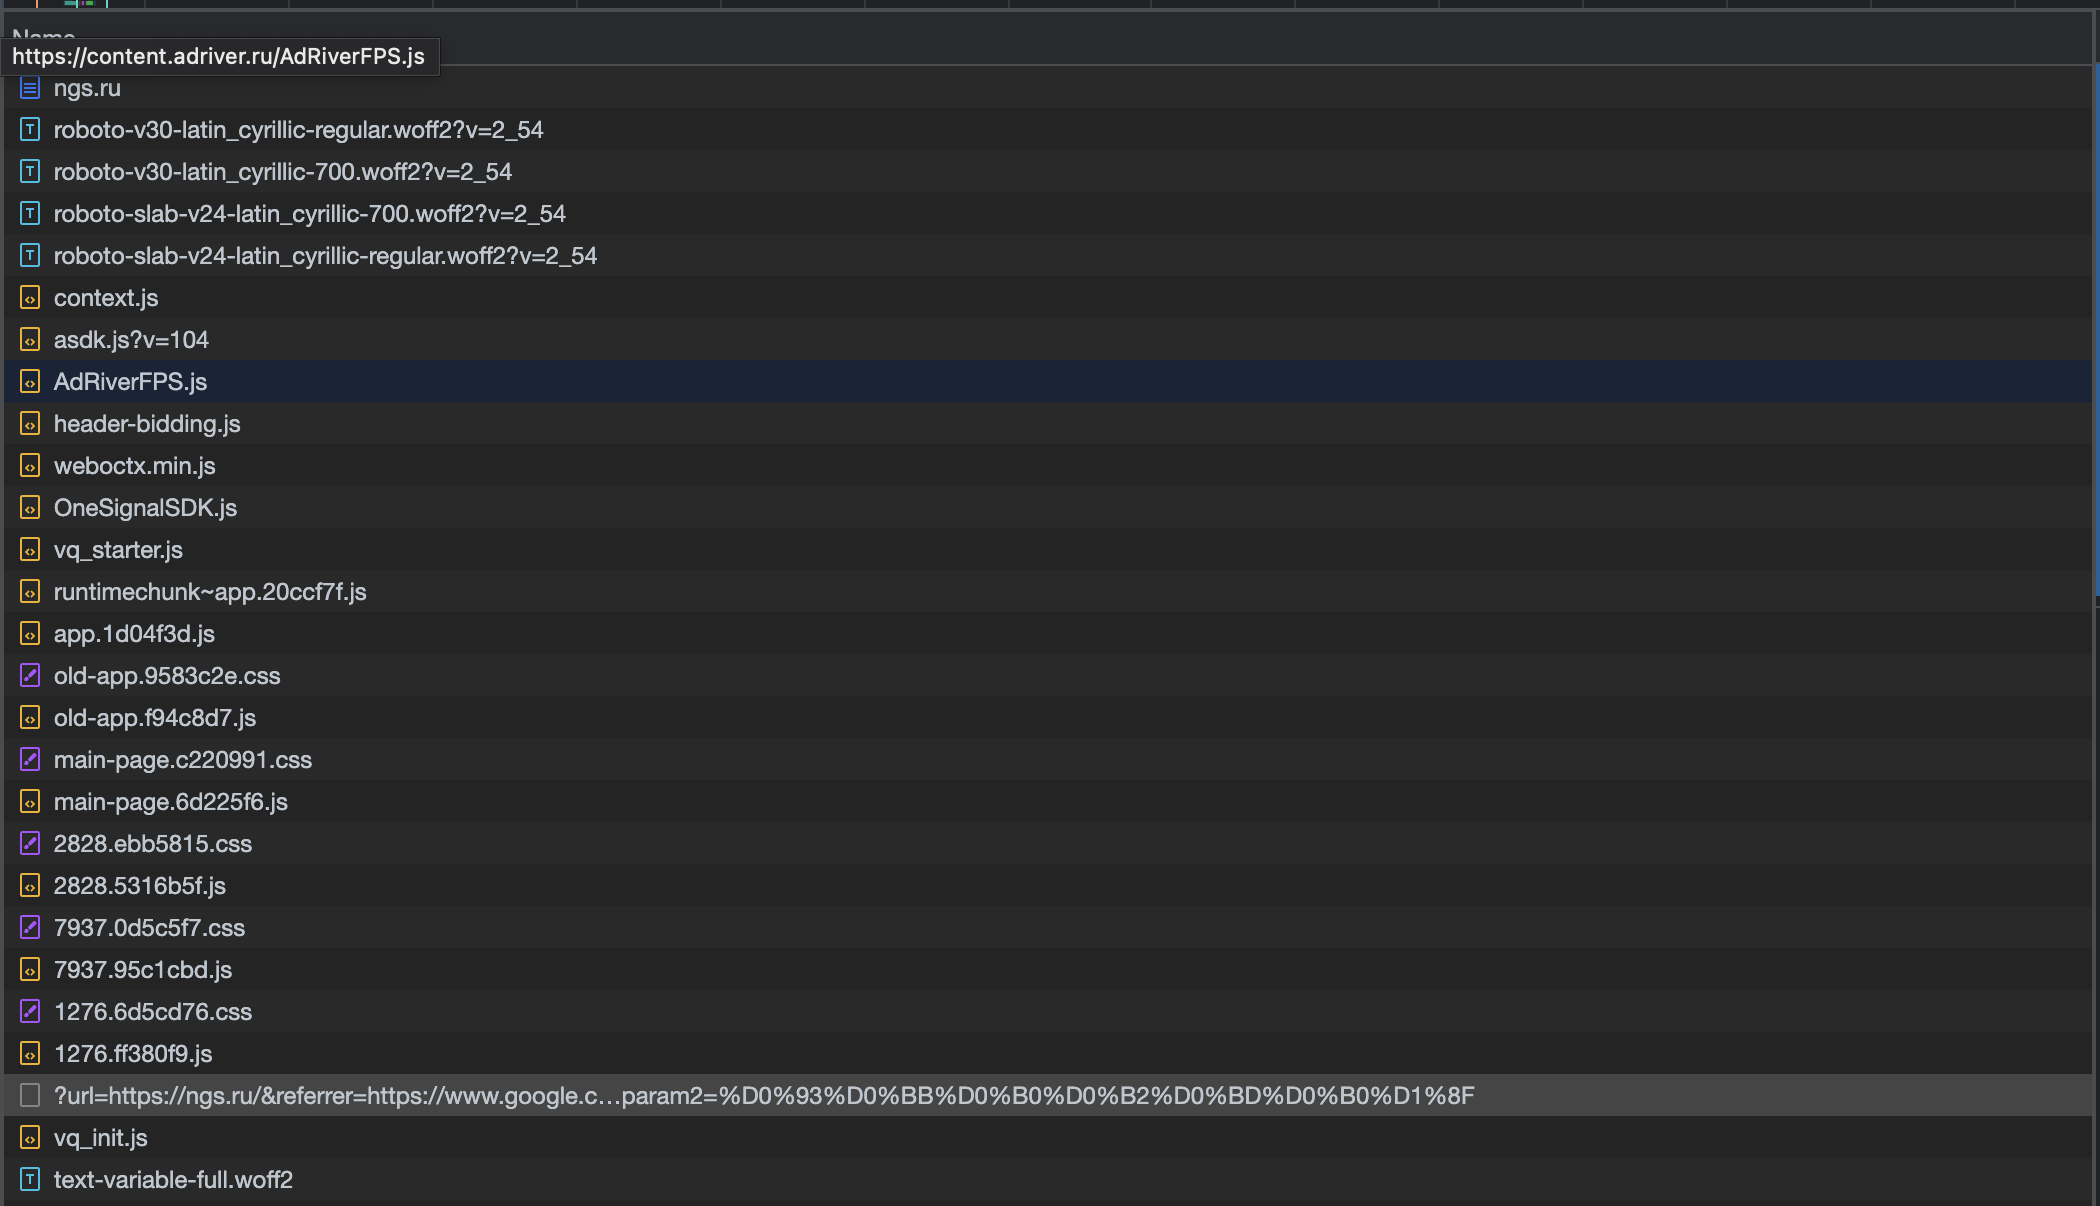 Name
https://content.adriver.ru/AdRiverFPS.js
ngs.ru
roboto-v30-latin_cyrillic-regular.woff2?v=2_54
roboto-v30-latin_cyrillic-700.woff2?v=2_54
roboto-slab-v24-latin_cyrillic-700.woff2?v=2_54
roboto-slab-v24-latin_cyrillic-regular.woff2?v=2_54
context.js
asdk.js?v=104
AdRiverFPS.js
header-bidding.js
weboctx.min.js
OneSignalSDK.js
vq_starter.js
runtimechunk~app.20ccf7f.js
app.1d04f3d.js
old-app.9583c2e.css
old-app.f94c8d7.js
main-page.c220991.css
main-page.6d225f6.js
2828.ebb5815.css
2828.5316b5f.js
7937.0d5c5f7.css
7937.95c1cbd.js
1276.6d5cd76.css
1276.ff380f9.js
?url=https://ngs.ru/&referrer=https://www.google.c…param2=%D0%93%D0%BB%D0%B0%D0%B2%D0%BD%D0%B0%D1%8F
vq_init.js
text-variable-full.woff2